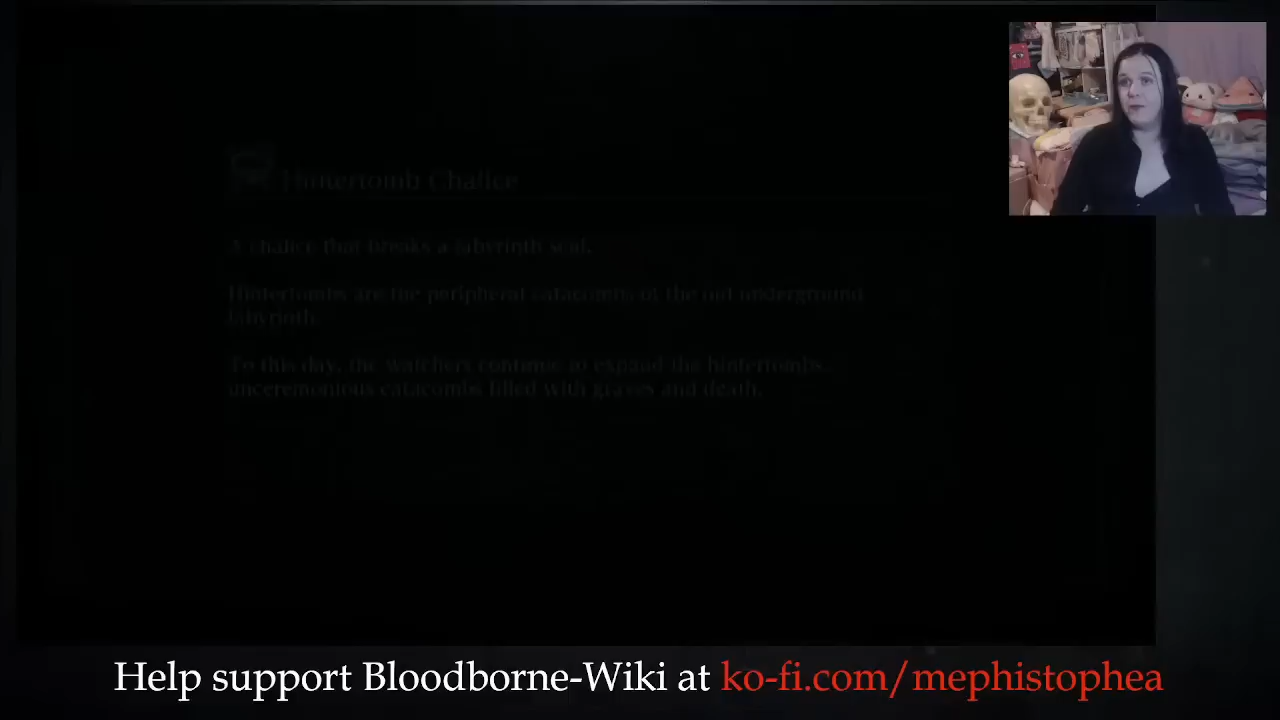 Hintertomb Chalice
A chalice that breaks a labyrinth seal.
Hintertombs are the peripheral catacombs of the old underground
labyrinth.
To this day, the watchers continue to expand the hintertombs,
unceremonious catacombs filled with graves and death.
Help support Bloodborne-Wiki at ko-fi.com/mephistophea